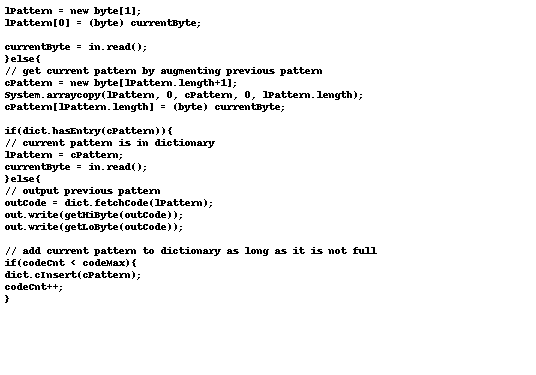 lPattern = new byte[1];
lPattern[0] = (byte) currentByte;
currentByte = in.read();
}else{
// get current pattern by augmenting previous pattern
cPattern = new byte[lPattern.length+1];
System.arraycopy(lPattern, 0, cPattern, 0, lPattern.length);
cPattern[lPattern.length] = (byte) currentByte;
if(dict.hasEntry(cPattern)){
// current pattern is in dictionary
lPattern = cPattern;
currentByte = in.read();
}else{
// output previous pattern
outCode = dict.fetchCode(lPattern);
out.write(getHiByte(outCode));
out.write(getLoByte(outCode));
// add current pattern to dictionary as long as it is not full
if(codeCnt < codeMax){
dict.cInsert(cPattern);
codeCnt++;
}